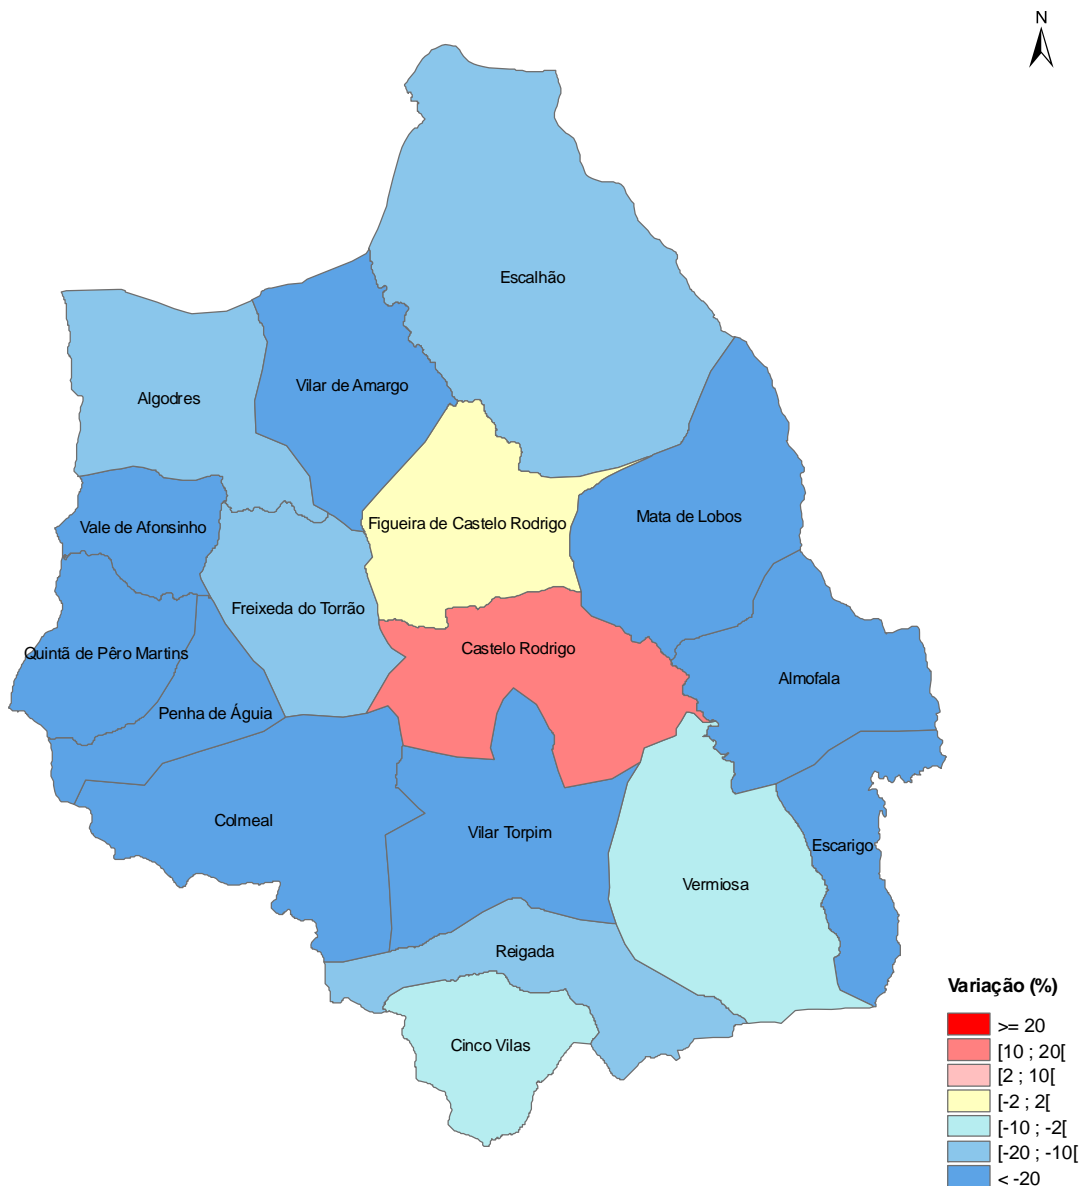 N
Escalhão
Vilar de Amargo
Algodres
Mata de Lobos
Figueira de Castelo Rodrigo
Vale de Afonsinho
Freixeda do Torrão
Castelo Rodrigo
Quintã de Pêro Martins
Almofala
Penha de Águia
Colmeal
Vilar Torpim
Escarigo
Vermiosa
Reigada
Cinco Vilas
Variação (%)
>= 20
[10 ; 20[
[2 ; 10[
[-2 ; 2[
[-10 ; -2[
[-20 ; -10[
< -20